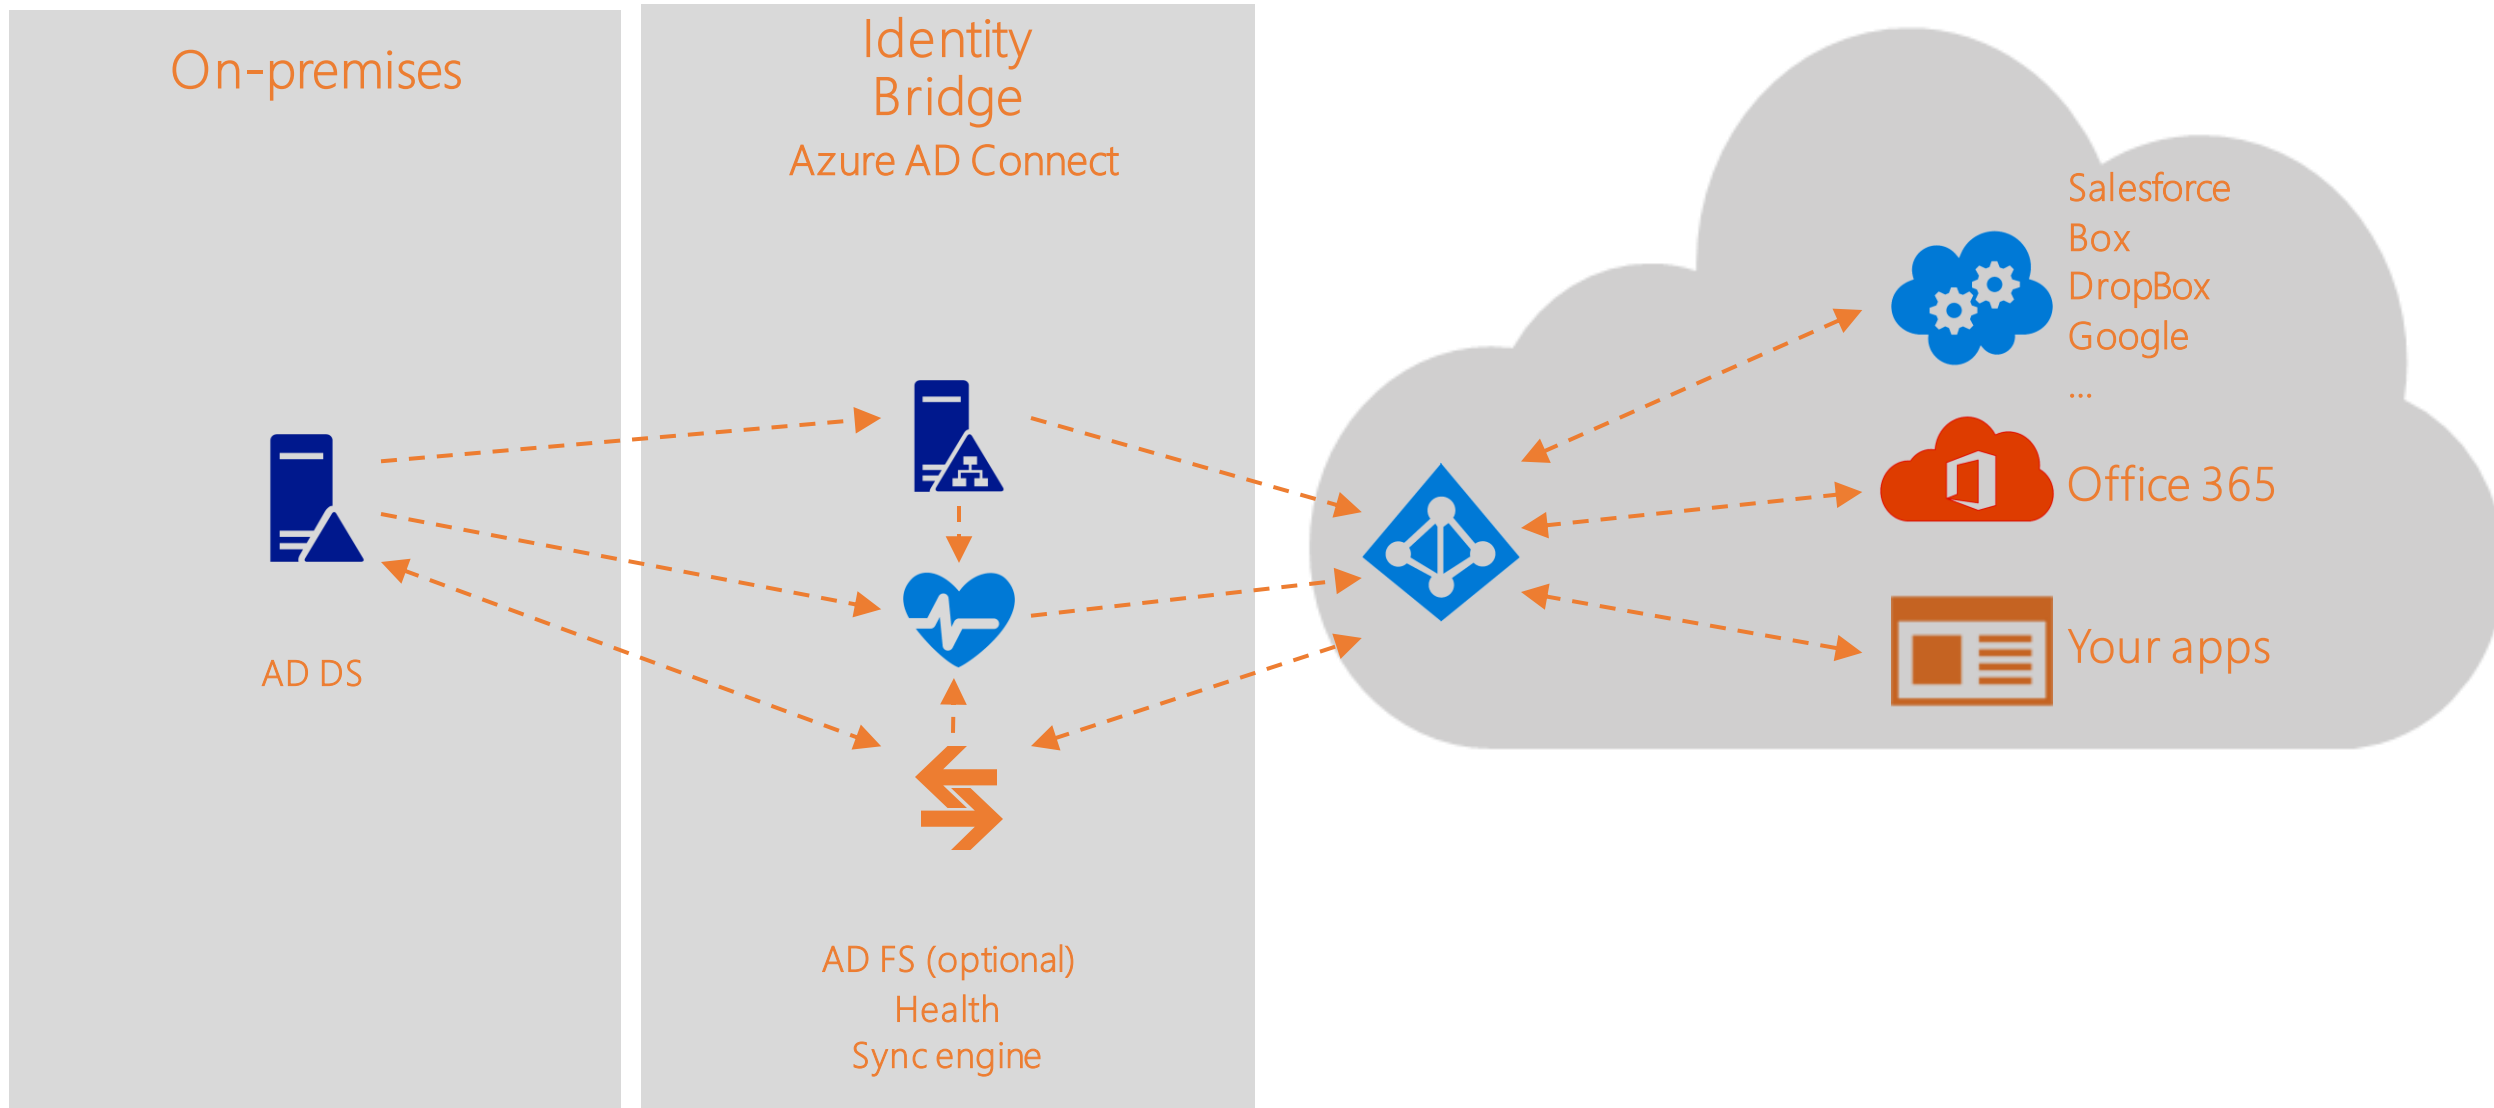 On-premises
Identity
Bridge
Azure AD Connect
Salesforce
Box
DropBox
Google
...
Office 365
Your apps
AD DS
AD FS (optional)
Health
Sync engine